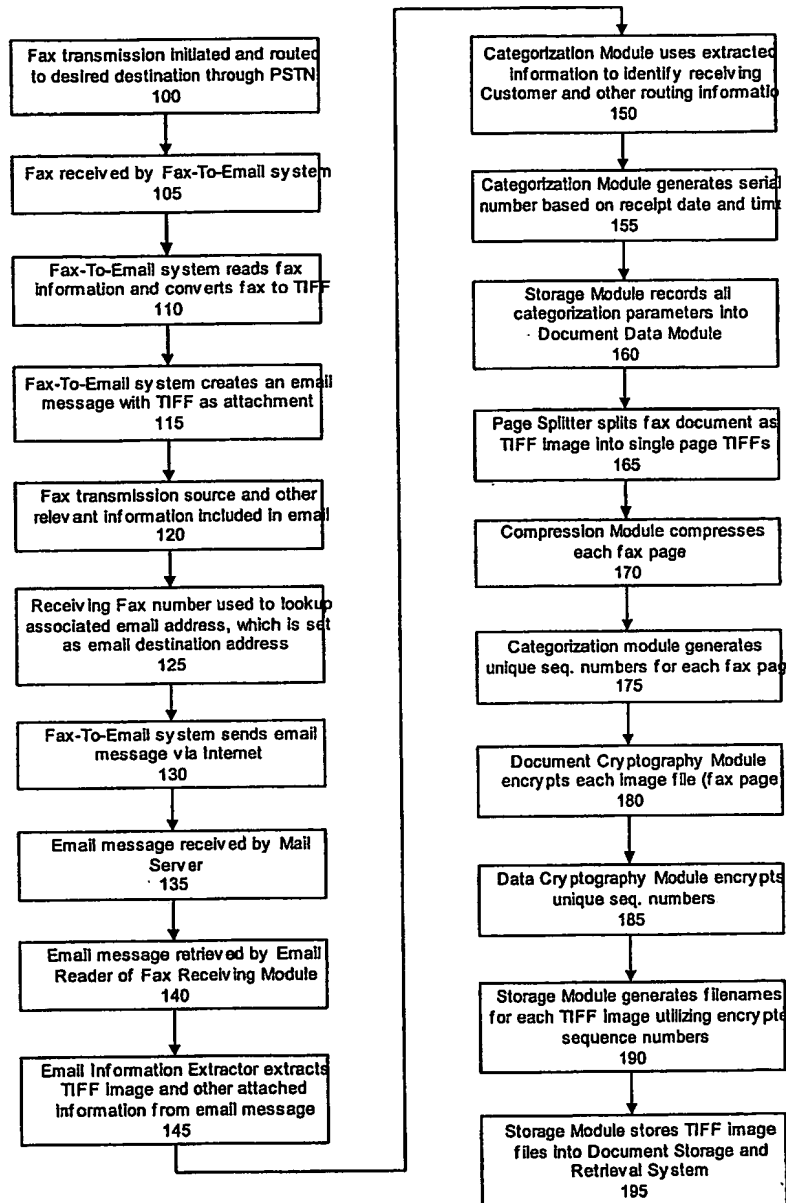 Fax transmission initiated and routed
to desired destination through PSTN
100
Fax received by Fax-To-Email system
105
Fax-To-Email system reads fax
information and converts fax to TIFF
110
Fax-To-Email system creates an email
message with TIFF as attachment
115
Fax transmission source and other
relevant information included in email
120
Receiving Fax number used to lookup
associated email address, which is set
as email destination address
125
Fax-To-Email system sends email
message via Internet
130
Email message received by Mail
Server
135
Email message retrieved by Email
Reader of Fax Receiving Module
140
Email Information Extractor extracts
TIFF image and other attached
information from email message
145
Categorization Module uses extracted
information to identify receiving
Customer and other routing informatio
150
Categorization Module generates serial
number based on receipt date and time
155
Storage Module records all
categorization parameters into
Document Data Module
160
Page Splitter splits fax document as
TIFF image into single page TIFFs
165
Compression Module compresses
each fax page
170
Categorization module generates
unique seq. numbers for each fax pag
175
Document Cryptography Module
encrypts each image file (fax page
180
Data Cryptography Module encrypts
unique seq. numbers
185
Storage Module generates filenames
for each TIFF image utilizing encrypte
sequence numbers
190
Storage Module stores TIFF image
files into Document Storage and
Retrieval System
195